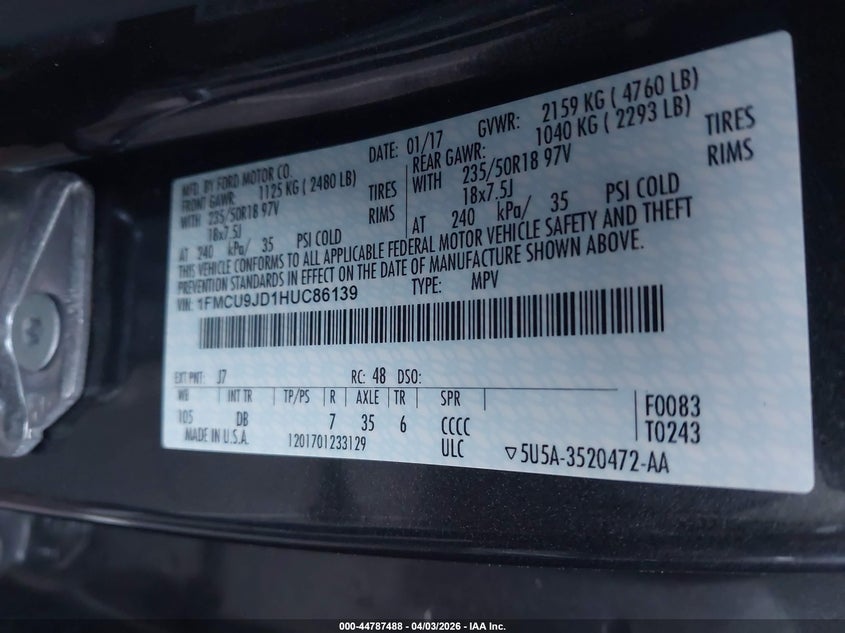 MFD. BY FORD MOTOR CO.
DATE: 01/17 GVWR: 2159 KG ( 4760 LB)
FRONT GAWR: 1125 KG ( 2480 LB)
REAR GAWR: 1040 KG ( 2293 LB)
WITH 235/50R18 97V TIRES
WITH 235/50R18 97V TIRES
18x7.5J RIMS
18x7.5J RIMS
AT 240 kPa/ 35 PSI COLD
AT 240 kPa/ 35 PSI COLD
THIS VEHICLE CONFORMS TO ALL APPLICABLE FEDERAL MOTOR VEHICLE SAFETY AND THEFT
PREVENTION STANDARDS IN EFFECT ON THE DATE OF MANUFACTURE SHOWN ABOVE.
VIN: 1FMCU9JD1HUC86139 TYPE: MPV
EXT PNT: J7 RC: 48 DSO:
WB INT TR TP/PS R AXLE TR SPR
105 DB 7 35 6 CCCC
F0083
T0243
MADE IN U.S.A. 1201701233129 ULC
5U5A-3520472-AA
000-44787488 - 04/03/2026 - IAA Inc.